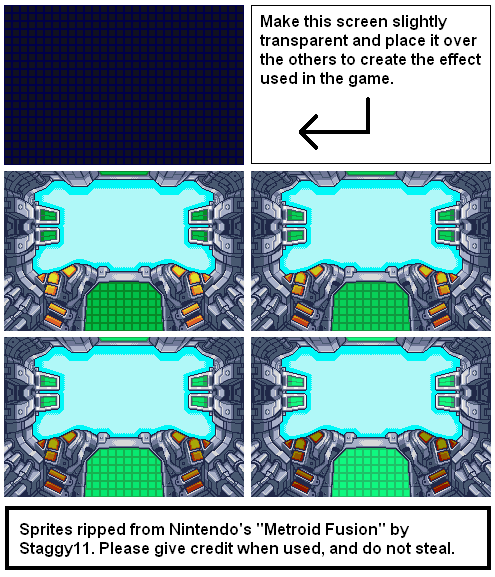 Make this screen slightly
transparent and place it over
the others to create the effect
used in the game.
Sprites ripped from Nintendo's "Metroid Fusion" by
Staggy11. Please give credit when used, and do not steal.